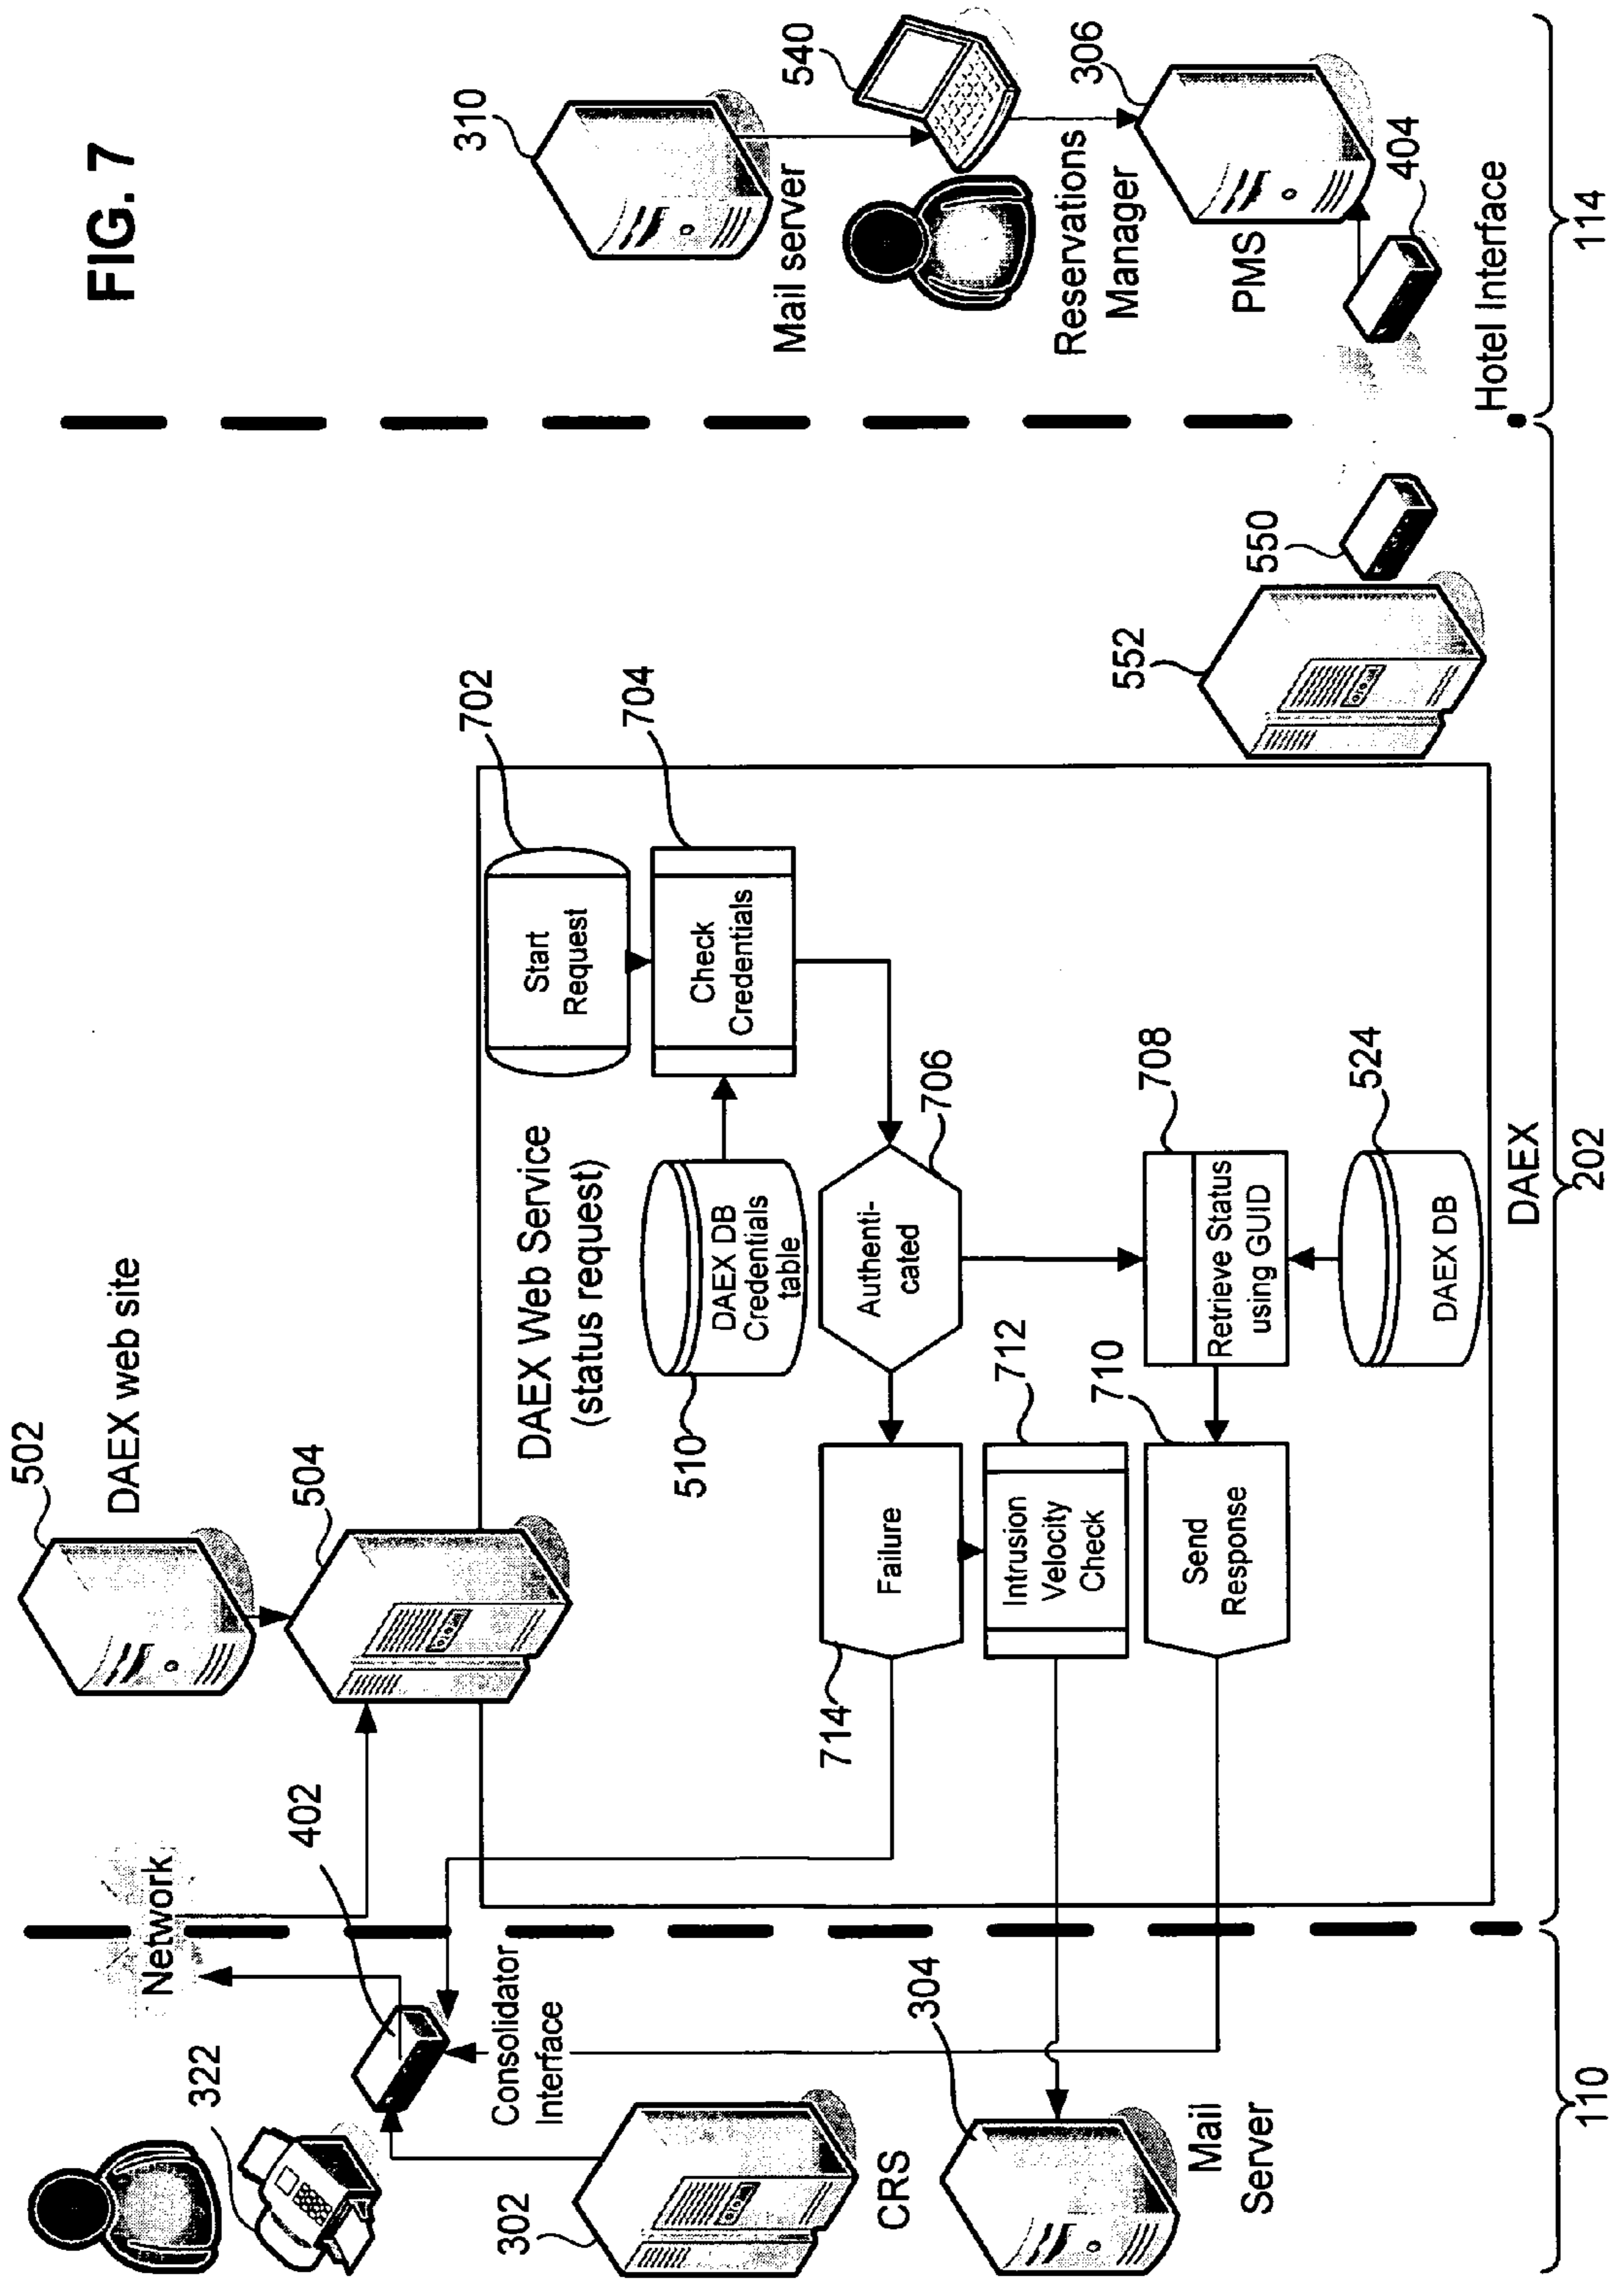 FIG. 7
502
DAEX web site
504
Network
402
322
Consolidator
Interface
302
CRS
304
Mail
Server
110
DAEX Web Service
(status request)
702
Start
Request
704
Check
Credentials
510
DAEX DB
Credentials
table
706
Authenti-
cated
714
Failure
712
Intrusion
Velocity
Check
710
Send
Response
708
Retrieve Status
using GUID
524
DAEX DB
552
550
DAEX
202
310
Mail server
540
Reservations
Manager
306
PMS
404
Hotel Interface
114